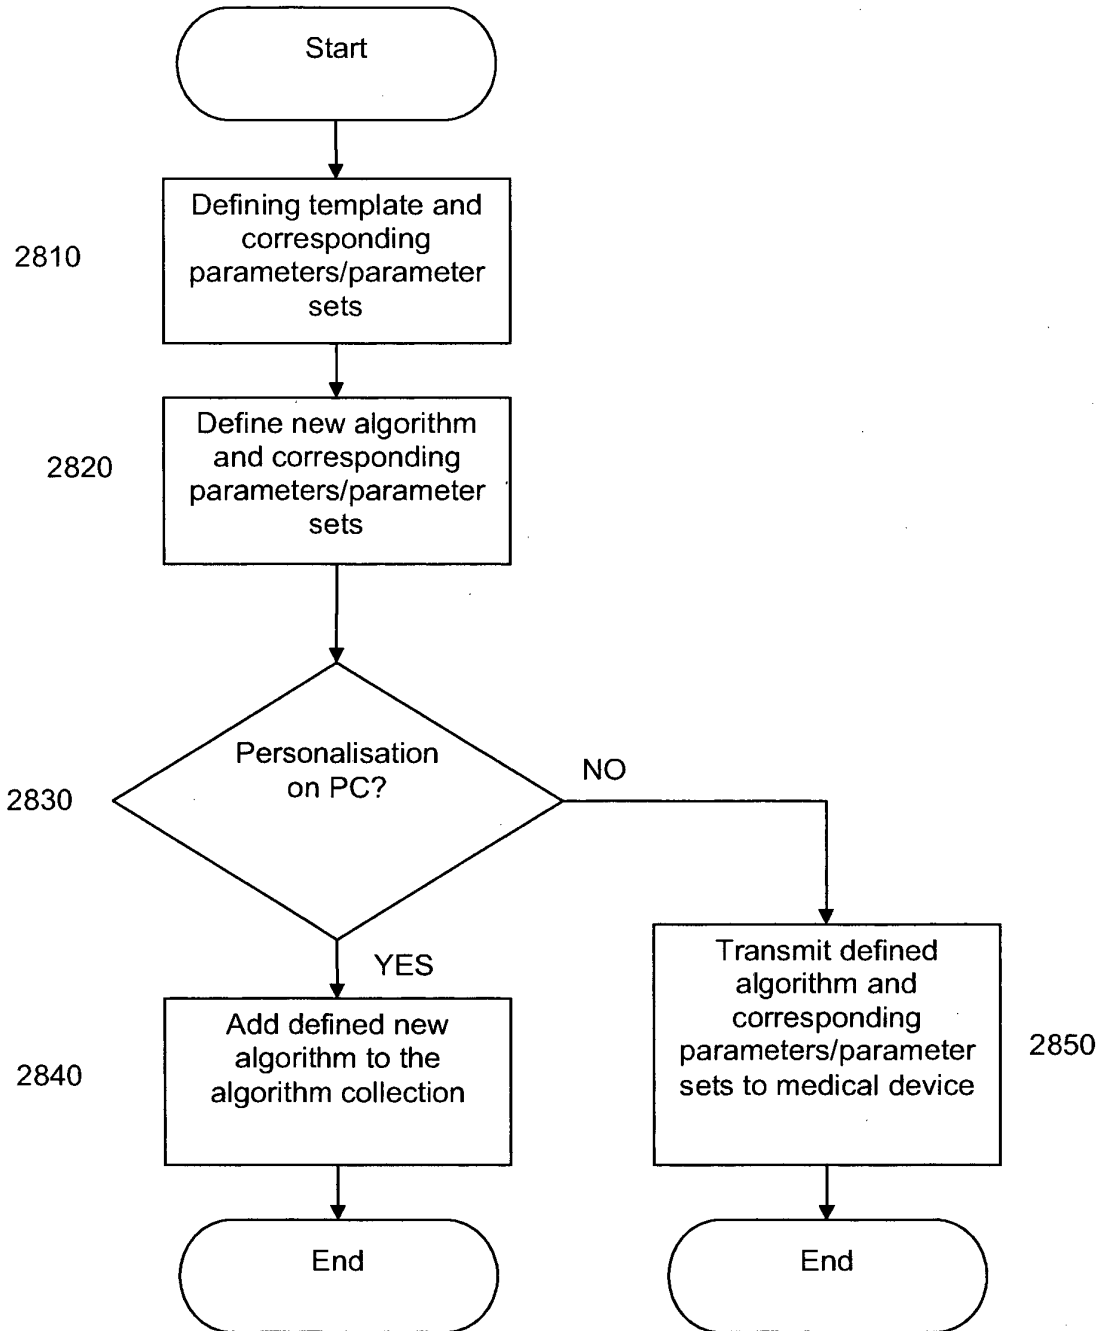 Start
2810
Defining template and
corresponding
parameters/parameter
sets
2820
Define new algorithm
and corresponding
parameters/parameter
sets
2830
Personalisation
on PC?
NO
YES
2840
Add defined new
algorithm to the
algorithm collection
Transmit defined
algorithm and
corresponding
parameters/parameter
sets to medical device
2850
End
End